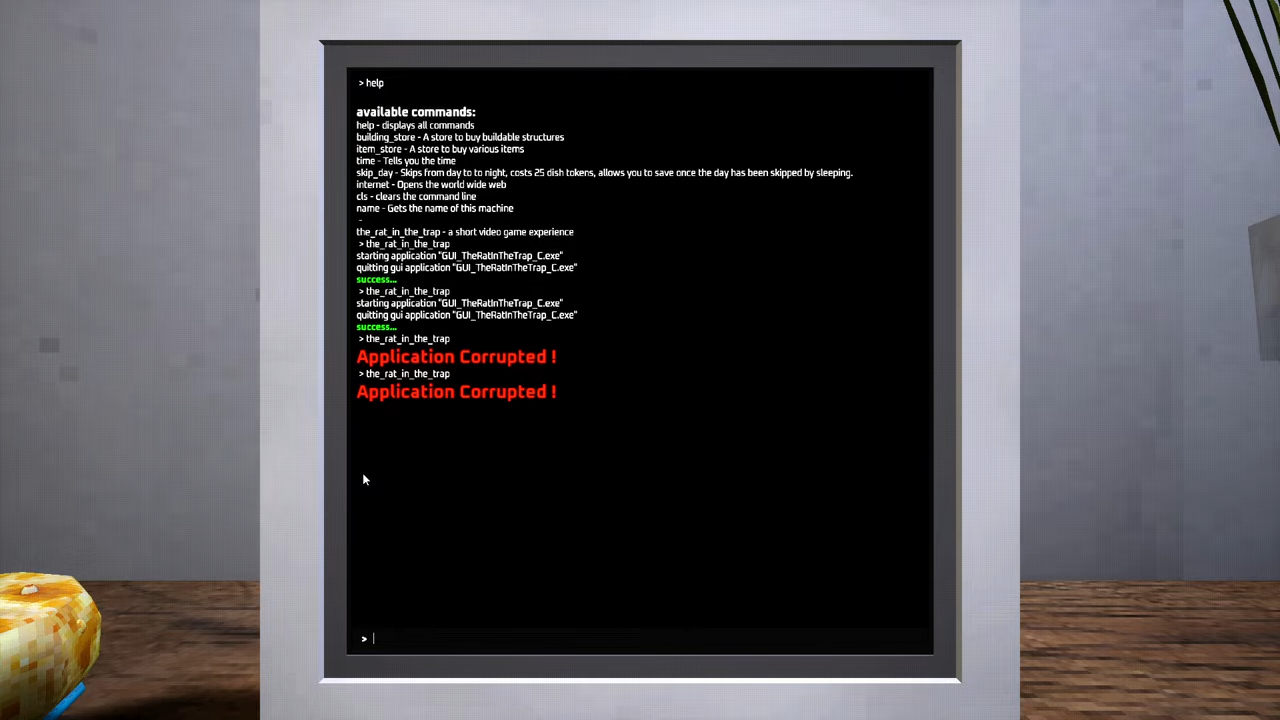 > help
available commands:
help - displays all commands
building_store - A store to buy buildable structures
item_store - A store to buy various items
time - Tells you the time
skip_day - Skips from day to to night, costs 25 dish tokens, allows you to save once the day has been skipped by sleeping.
internet - Opens the world wide web
cls - clears the command line
name - Gets the name of this machine
-
the_rat_in_the_trap - a short video game experience
> the_rat_in_the_trap
starting application "GUI_TheRatInTheTrap_C.exe"
quitting gui application "GUI_TheRatInTheTrap_C.exe"
success...
> the_rat_in_the_trap
starting application "GUI_TheRatInTheTrap_C.exe"
quitting gui application "GUI_TheRatInTheTrap_C.exe"
success...
> the_rat_in_the_trap
Application Corrupted !
> the_rat_in_the_trap
Application Corrupted !
>